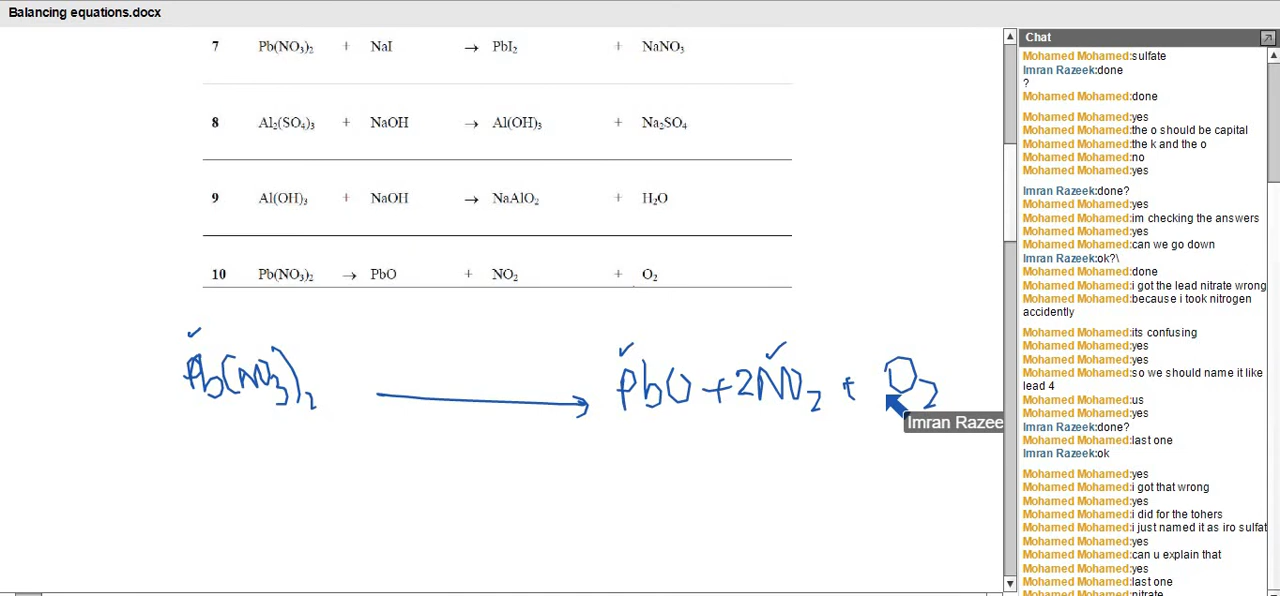 Balancing equations.docx
7 Pb(NO₃)₂ + NaI → PbI₂ + NaNO₃
8 Al₂(SO₄)₃ + NaOH → Al(OH)₃ + Na₂SO₄
9 Al(OH)₃ + NaOH → NaAlO₂ + H₂O
10 Pb(NO₃)₂ → PbO + NO₂ + O₂
Pb(NO₃)₂ → PbO + 2NO₂ + O₂
Imran Razee
Chat
Mohamed Mohamed:sulfate
Imran Razeek:done
?
Mohamed Mohamed:done
Mohamed Mohamed:yes
Mohamed Mohamed:the o should be capital
Mohamed Mohamed:the k and the o
Mohamed Mohamed:no
Mohamed Mohamed:yes
Imran Razeek:done?
Mohamed Mohamed:yes
Mohamed Mohamed:im checking the answers
Mohamed Mohamed:yes
Mohamed Mohamed:can we go down
Imran Razeek:ok?\
Mohamed Mohamed:done
Mohamed Mohamed:i got the lead nitrate wrong
Mohamed Mohamed:because i took nitrogen
accidently
Mohamed Mohamed:its confusing
Mohamed Mohamed:yes
Mohamed Mohamed:yes
Mohamed Mohamed:so we should name it like
lead 4
Mohamed Mohamed:us
Mohamed Mohamed:yes
Imran Razeek:done?
Mohamed Mohamed:last one
Imran Razeek:ok
Mohamed Mohamed:yes
Mohamed Mohamed:i got that wrong
Mohamed Mohamed:yes
Mohamed Mohamed:i did for the tohers
Mohamed Mohamed:i just named it as iro sulfat
Mohamed Mohamed:yes
Mohamed Mohamed:can u explain that
Mohamed Mohamed:yes
Mohamed Mohamed:last one
Mohamed Mohamed:nitrate